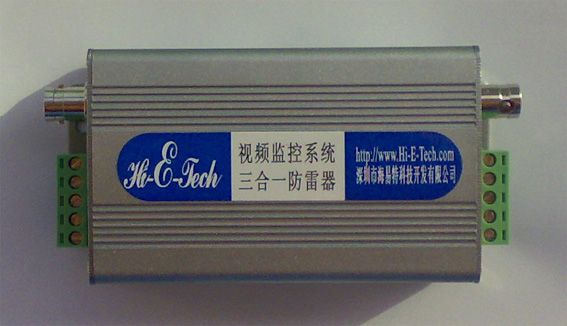 Hi-E-Tech
视频监控系统
三合一防雷器
http://www.Hi-E-Tech.com
深圳市海易特科技开发有限公司